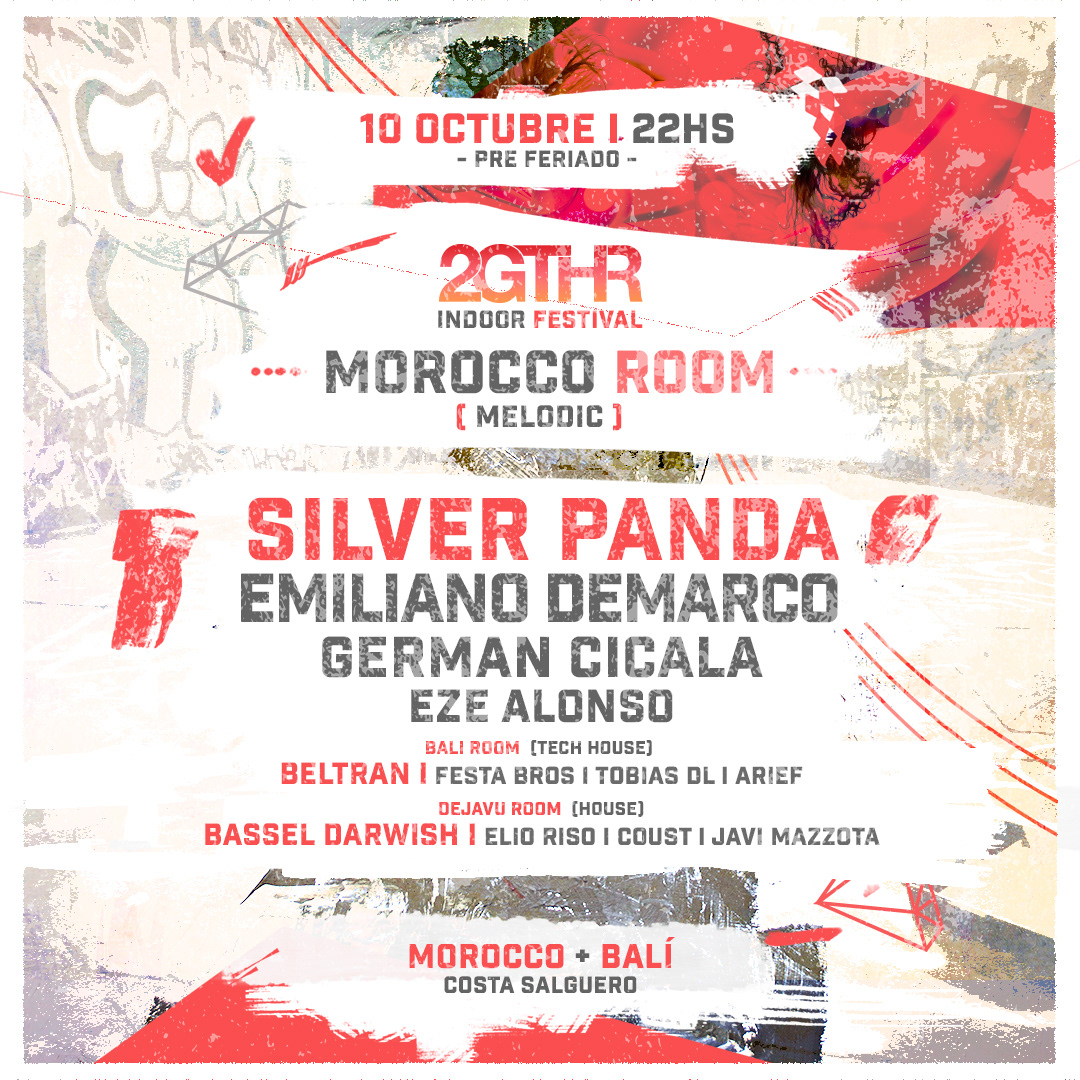 10 OCTUBRE | 22HS
- PRE FERIADO -
2GTHR
INDOOR FESTIVAL
MOROCCO ROOM
[ MELODIC ]
SILVER PANDA
EMILIANO DEMARCO
GERMAN CICALA
EZE ALONSO
BALI ROOM [TECH HOUSE]
BELTRAN | FESTA BROS | TOBIAS DL | ARIEF
DEJAVU ROOM [HOUSE]
BASSEL DARWISH | ELIO RISO | COUST | JAVI MAZZOTA
MOROCCO + BALÍ
COSTA SALGUERO